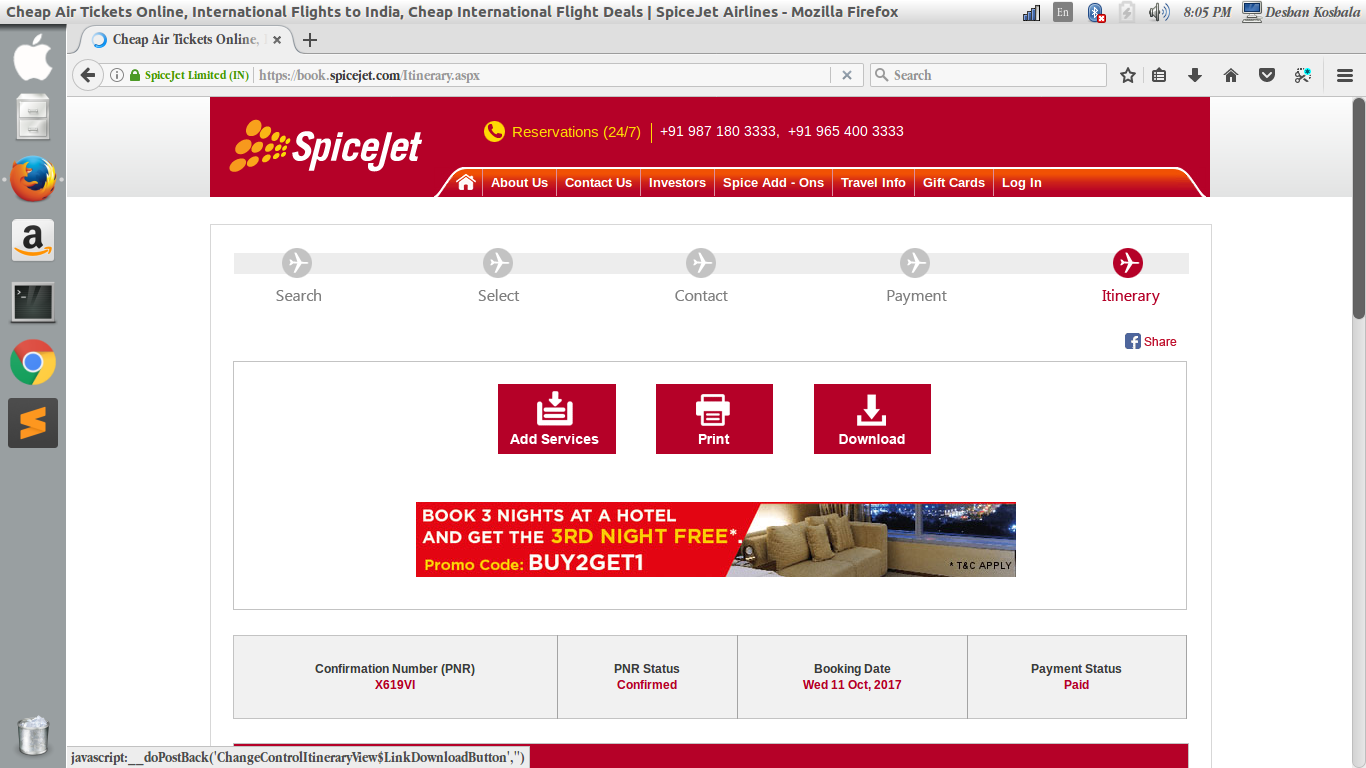 Cheap Air Tickets Online, International Flights to India, Cheap International Flight Deals | SpiceJet Airlines - Mozilla Firefox
En
8:05 PM
Deshan Koshala
Cheap Air Tickets Online,
SpiceJet Limited (IN)
https://book.spicejet.com/Itinerary.aspx
Search
SpiceJet
Reservations (24/7)
+91 987 180 3333, +91 965 400 3333
About Us
Contact Us
Investors
Spice Add - Ons
Travel Info
Gift Cards
Log In
a
>_
Search
Select
Contact
Payment
Itinerary
f Share
Add Services
Print
Download
BOOK 3 NIGHTS AT A HOTEL
AND GET THE 3RD NIGHT FREE*.
Promo Code: BUY2GET1
* T&C APPLY
Confirmation Number (PNR)
X619VI
PNR Status
Confirmed
Booking Date
Wed 11 Oct, 2017
Payment Status
Paid
javascript:__doPostBack('ChangeControlItineraryView$LinkDownloadButton','')